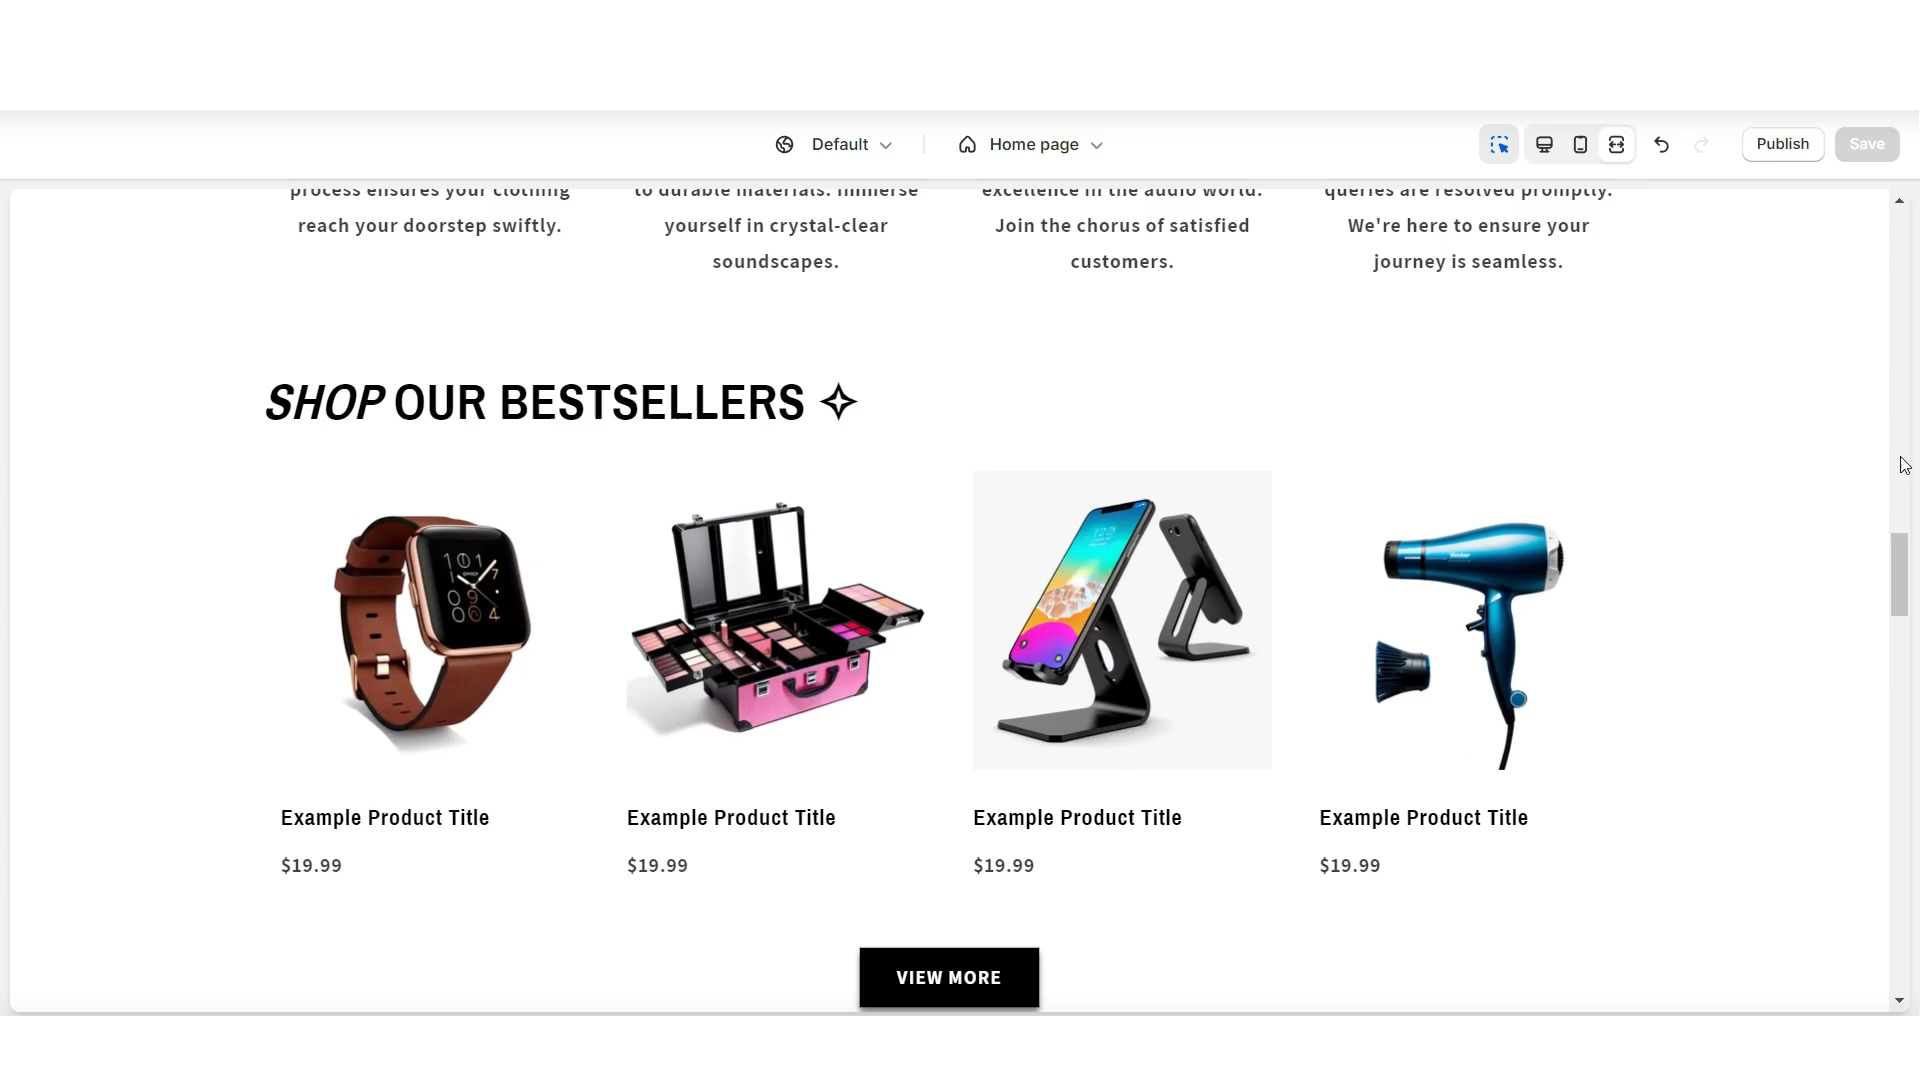 Default
Home page
Publish
Save
process ensures your clothing
reach your doorstep swiftly.
to durable materials. Immerse
yourself in crystal-clear
soundscapes.
excellence in the audio world.
Join the chorus of satisfied
customers.
queries are resolved promptly.
We're here to ensure your
journey is seamless.
SHOP OUR BESTSELLERS ✧
Example Product Title
$19.99
Example Product Title
$19.99
Example Product Title
$19.99
Example Product Title
$19.99
VIEW MORE